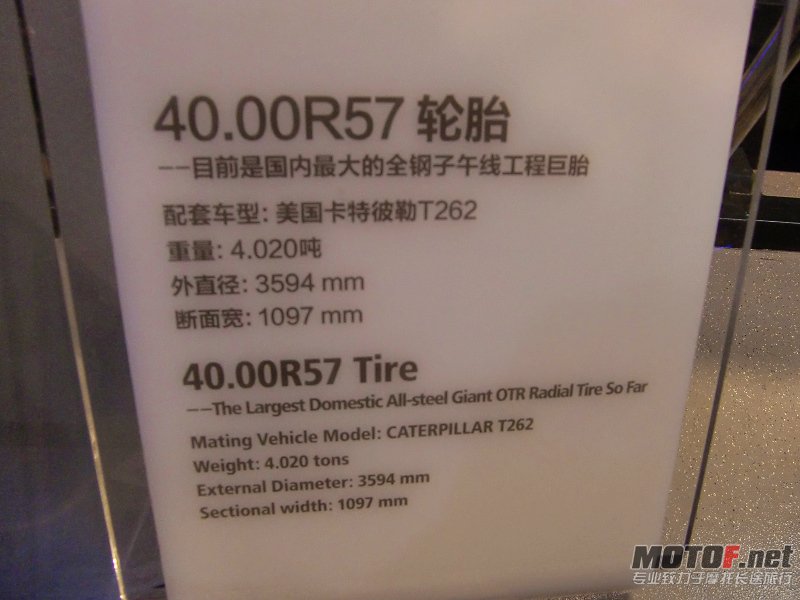 40.00R57 轮胎
——目前是国内最大的全钢子午线工程巨胎
配套车型: 美国卡特彼勒T262
重量: 4.020吨
外直径: 3594 mm
断面宽: 1097 mm
40.00R57 Tire
——The Largest Domestic All-steel Giant OTR Radial Tire So Far
Mating Vehicle Model: CATERPILLAR T262
Weight: 4.020 tons
External Diameter: 3594 mm
Sectional width: 1097 mm
MOTOF.net
专业致力于摩托长途旅行